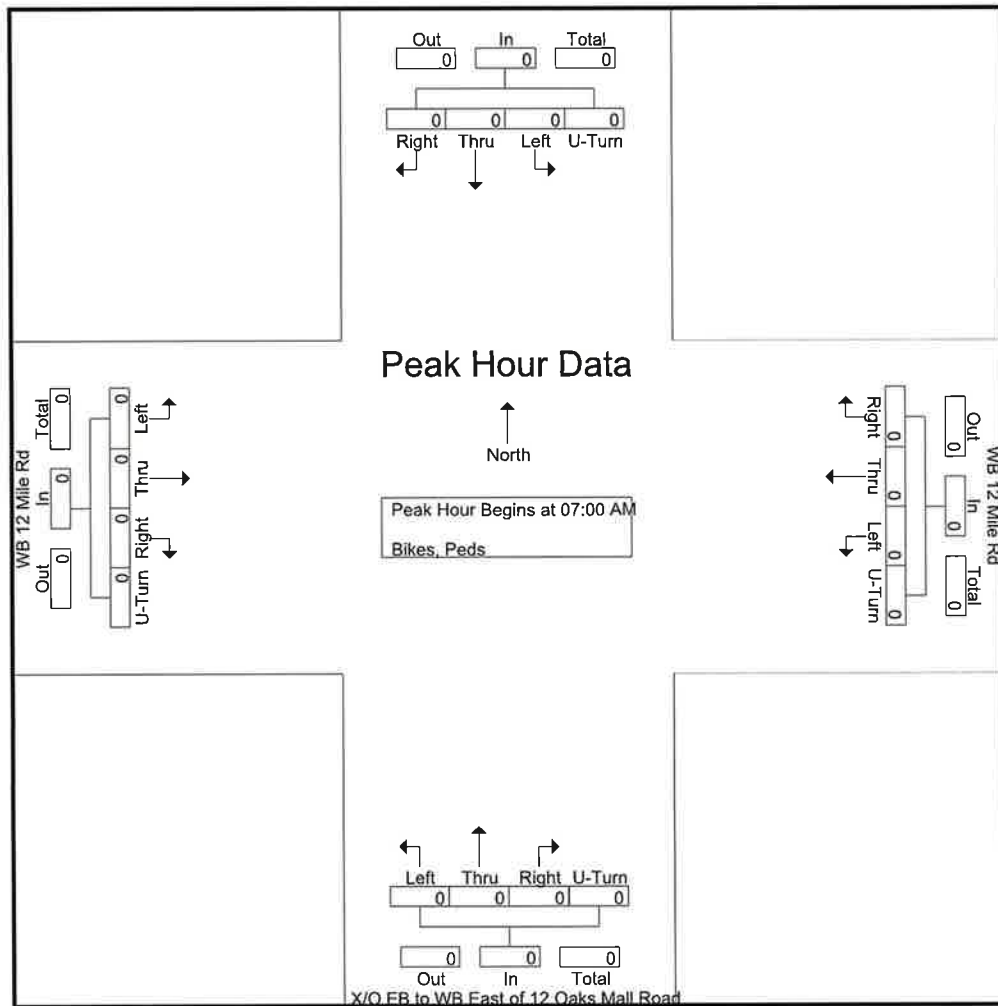 Out In Total
0 0 0
0 0 0 0
Right Thru Left U-Turn
Peak Hour Data
North
Peak Hour Begins at 07:00 AM
Bikes, Peds
WB 12 Mile Rd
Out In Total
0 0 0
0 0 0 0
U-Turn Right Thru Left
WB 12 Mile Rd
Out In Total
0 0 0
0 0 0 0
Right Thru Left U-Turn
Left Thru Right U-Turn
0 0 0 0
0 0 0
Out In Total
X/O EB to WB East of 12 Oaks Mall Road